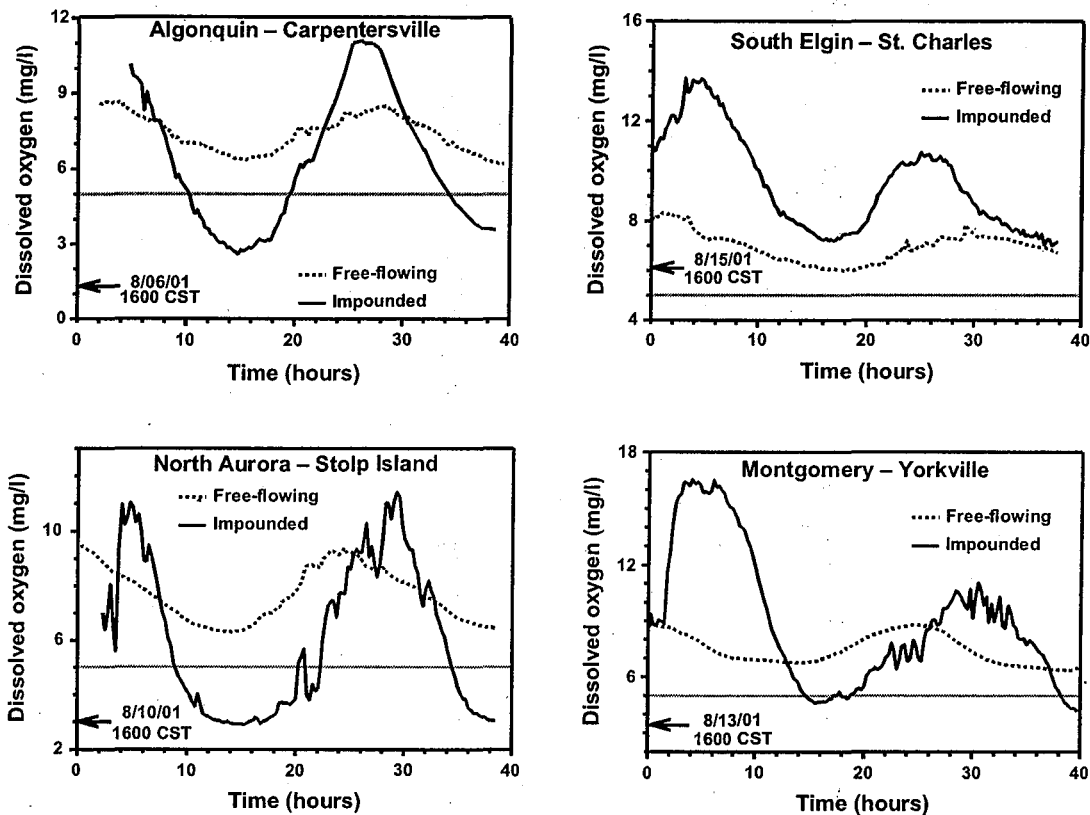 Algonquin – Carpentersville
Dissolved oxygen (mg/l)
12
9
6
3
0
8/06/01
1600 CST
Free-flowing
Impounded
0
10
20
30
40
Time (hours)
South Elgin – St. Charles
Dissolved oxygen (mg/l)
16
12
8
4
Free-flowing
Impounded
8/15/01
1600 CST
0
10
20
30
40
Time (hours)
North Aurora – Stolp Island
Dissolved oxygen (mg/l)
10
6
2
Free-flowing
Impounded
8/10/01
1600 CST
0
10
20
30
40
Time (hours)
Montgomery – Yorkville
Dissolved oxygen (mg/l)
18
12
6
Free-flowing
Impounded
8/13/01
1600 CST
0
10
20
30
40
Time (hours)